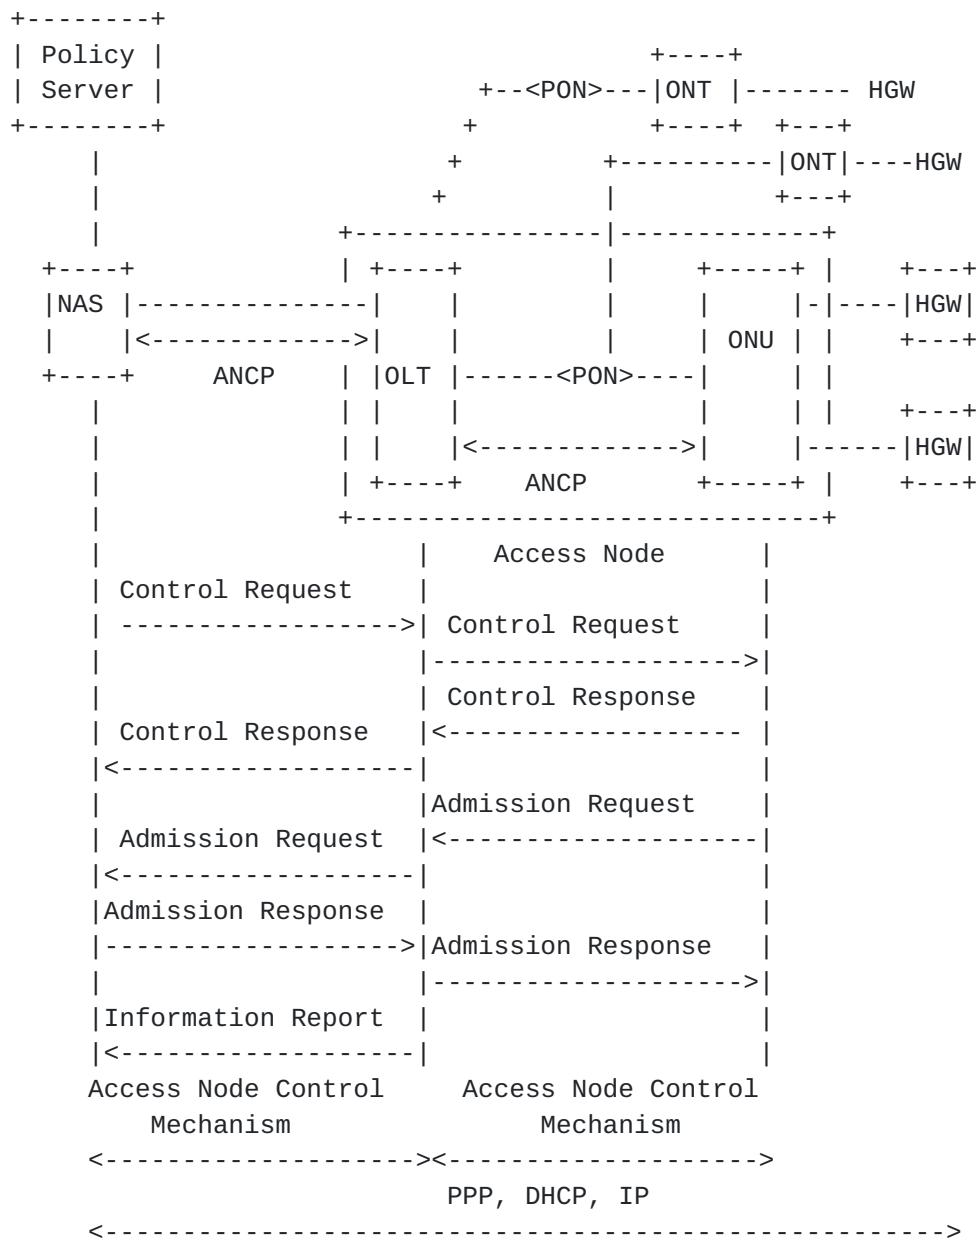 +--------+
| Policy |                               +----+
| Server |                    +--<PON>---|ONT |------- HGW
+--------+                   +           +----+  +---+
     |                      +         +----------|ONT|----HGW
     |                     +          |          +---+
     |               +----------------|-------------+
  +----+             | +----+         |     +-----+ |    +---+
  |NAS |---------------|    |         |     |     |-|----|HGW|
  |    |<------------->|    |         |     | ONU | |    +---+
  +----+     ANCP    | |OLT |------<PON>----|     | |
     |               | |    |               |     | |    +---+
     |               | |    |<------------->|     |------|HGW|
     |               | +----+    ANCP       +-----+ |    +---+
     |               +------------------------------+
     |                    |    Access Node      |
     | Control Request    |                     |
     | ------------------>| Control Request     |
     |                    |-------------------->|
     |                    | Control Response    |
     | Control Response   |<------------------- |
     |<-------------------|                     |
     |                    |Admission Request    |
     | Admission Request  |<--------------------|
     |<-------------------|                     |
     |Admission Response  |                     |
     |------------------->|Admission Response   |
     |                    |-------------------->|
     |Information Report  |                     |
     |<-------------------|                     |
     Access Node Control     Access Node Control
         Mechanism                Mechanism
     <--------------------><-------------------->
                            PPP, DHCP, IP
     <------------------------------------------------------>